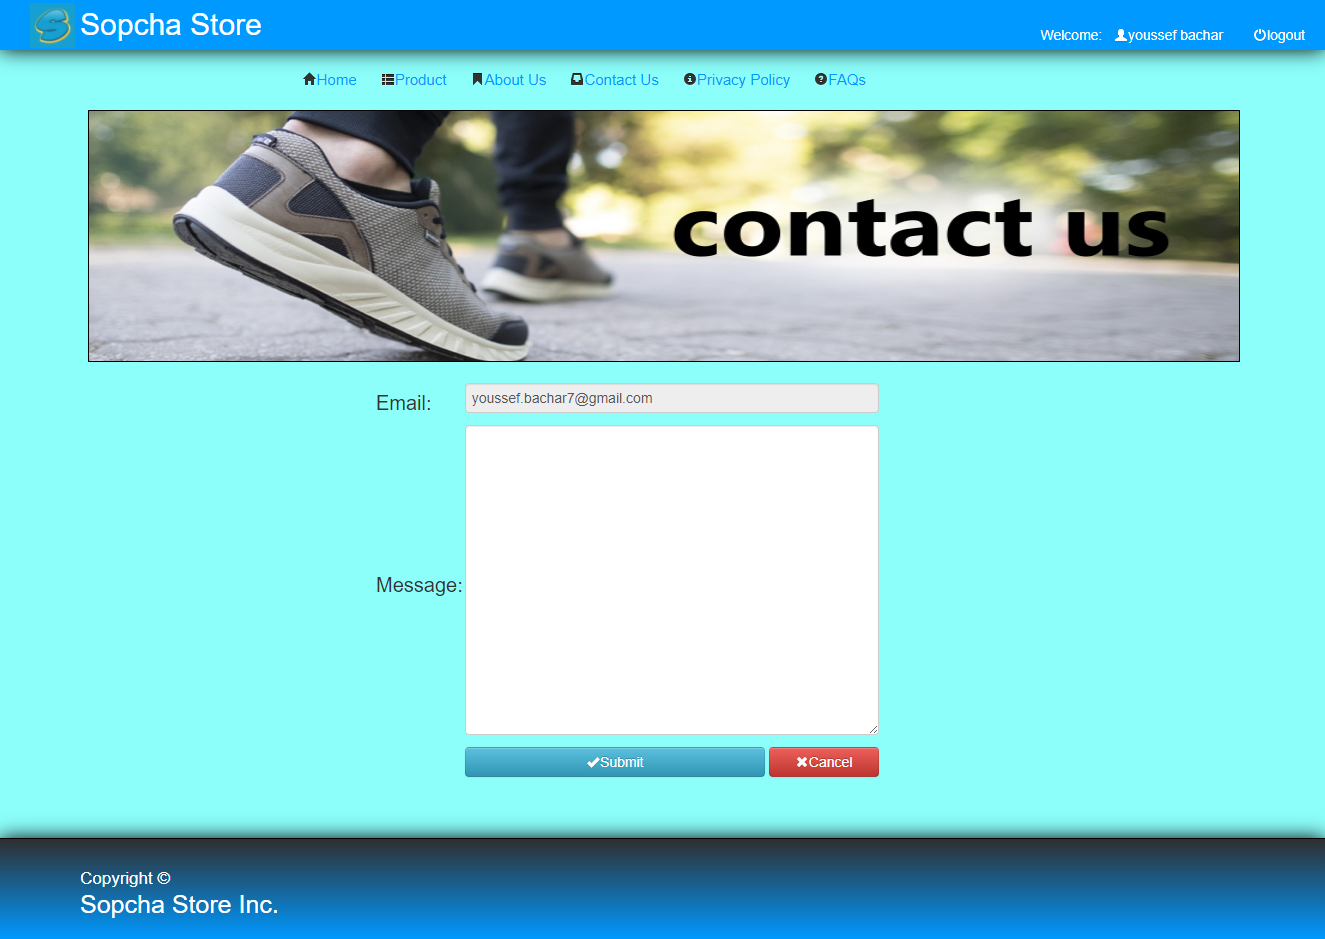 Sopcha Store
Welcome: youssef bachar logout
Home Product About Us Contact Us Privacy Policy FAQs
contact us
Email: youssef.bachar7@gmail.com
Message:
Submit Cancel
Copyright ©
Sopcha Store Inc.